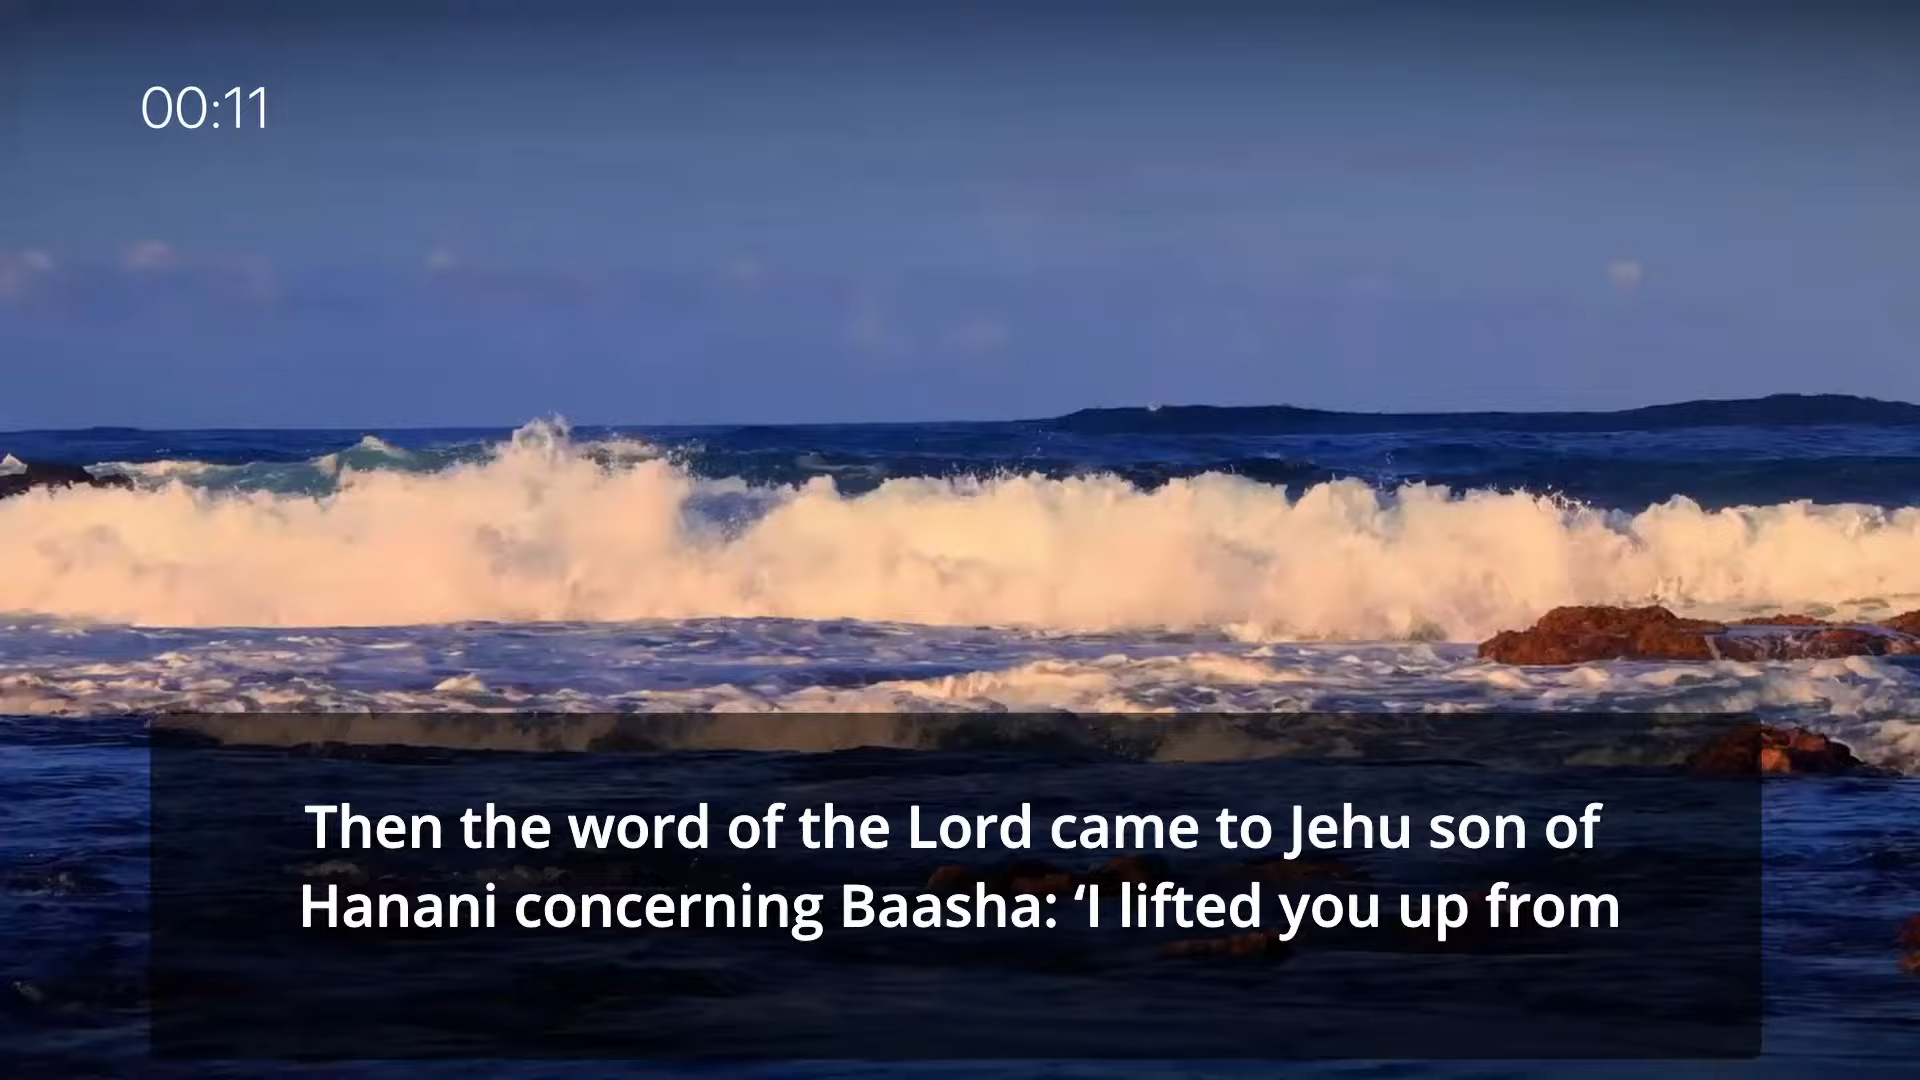 00:11
Then the word of the Lord came to Jehu son of
Hanani concerning Baasha: ‘I lifted you up from